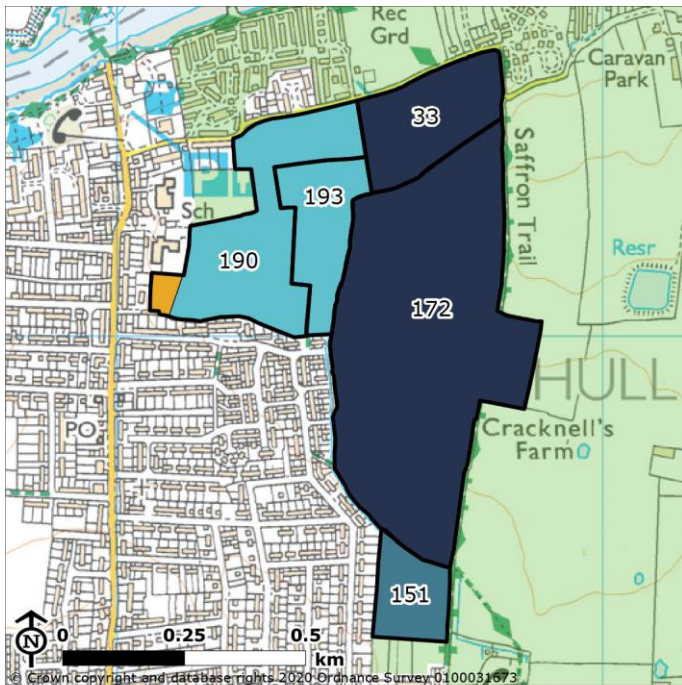 Rec
Grd
Caravan
Park
33
Saffron Trail
P
Sch
193
190
Resr
172
HULL
PO
Cracknell's
Farm
151
N
0 0.25 0.5
km
© Crown copyright and database rights 2020 Ordnance Survey 0100031673